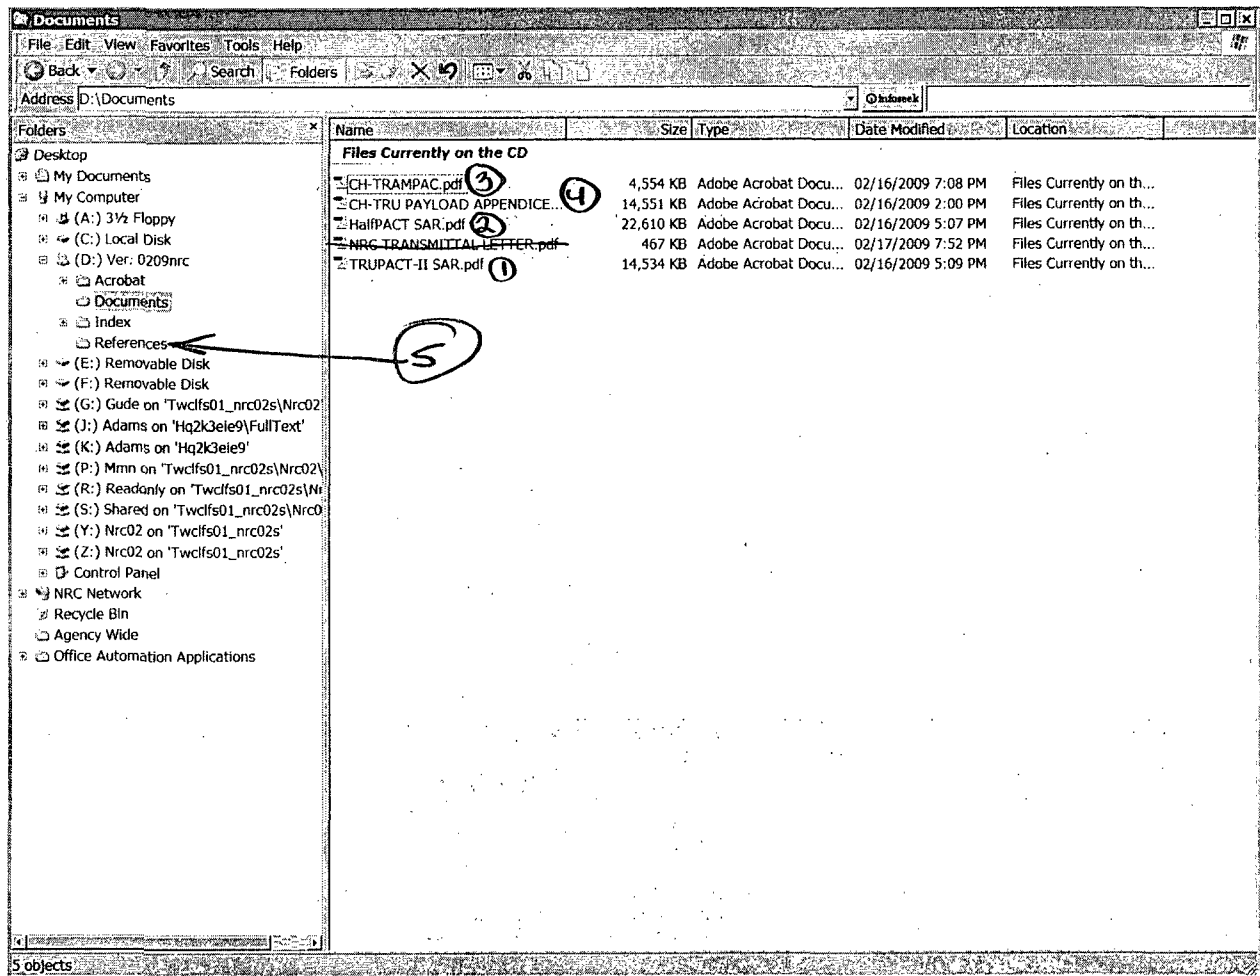 Documents
File Edit View Favorites Tools Help
Back Search Folders
Address D:\Documents Infoseek
Folders
Name Size Type Date Modified Location
Desktop
My Documents
My Computer
(A:) 3½ Floppy
(C:) Local Disk
(D:) Ver: 0209nrc
Acrobat
Documents
Index
References
(E:) Removable Disk
(F:) Removable Disk
(G:) Gude on 'Twclfs01_nrc02s\Nrc02'
(J:) Adams on 'Hq2k3eie9\FullText'
(K:) Adams on 'Hq2k3eie9'
(P:) Mmn on 'Twclfs01_nrc02s\Nrc02\
(R:) Readonly on 'Twclfs01_nrc02s\Nr
(S:) Shared on 'Twclfs01_nrc02s\Nrc0
(Y:) Nrc02 on 'Twclfs01_nrc02s'
(Z:) Nrc02 on 'Twclfs01_nrc02s'
Control Panel
NRC Network
Recycle Bin
Agency Wide
Office Automation Applications
Files Currently on the CD
CH-TRAMPAC.pdf 3 4,554 KB Adobe Acrobat Docu... 02/16/2009 7:08 PM Files Currently on th...
CH-TRU PAYLOAD APPENDICE... 4 14,551 KB Adobe Acrobat Docu... 02/16/2009 2:00 PM Files Currently on th...
HalfPACT SAR.pdf 2 22,610 KB Adobe Acrobat Docu... 02/16/2009 5:07 PM Files Currently on th...
NRC TRANSMITTAL LETTER.pdf 467 KB Adobe Acrobat Docu... 02/17/2009 7:52 PM Files Currently on th...
TRUPACT-II SAR.pdf 1 14,534 KB Adobe Acrobat Docu... 02/16/2009 5:09 PM Files Currently on th...
5
5 objects